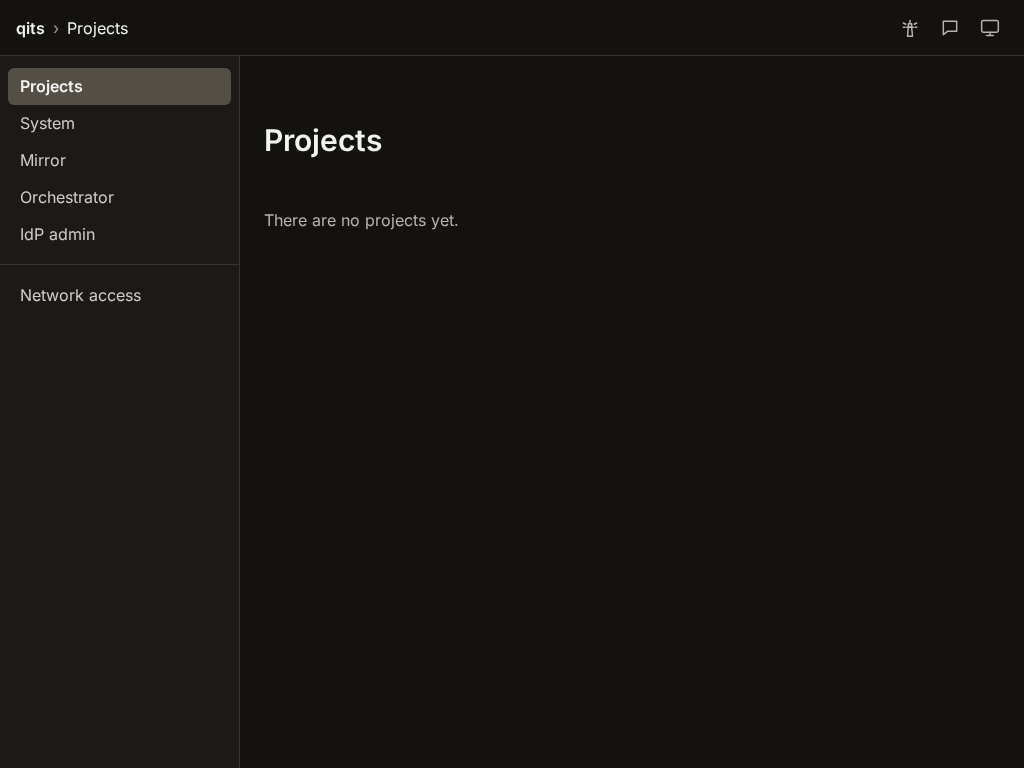 qits › Projects
Projects
System
Mirror
Orchestrator
IdP admin
Network access
Projects
There are no projects yet.